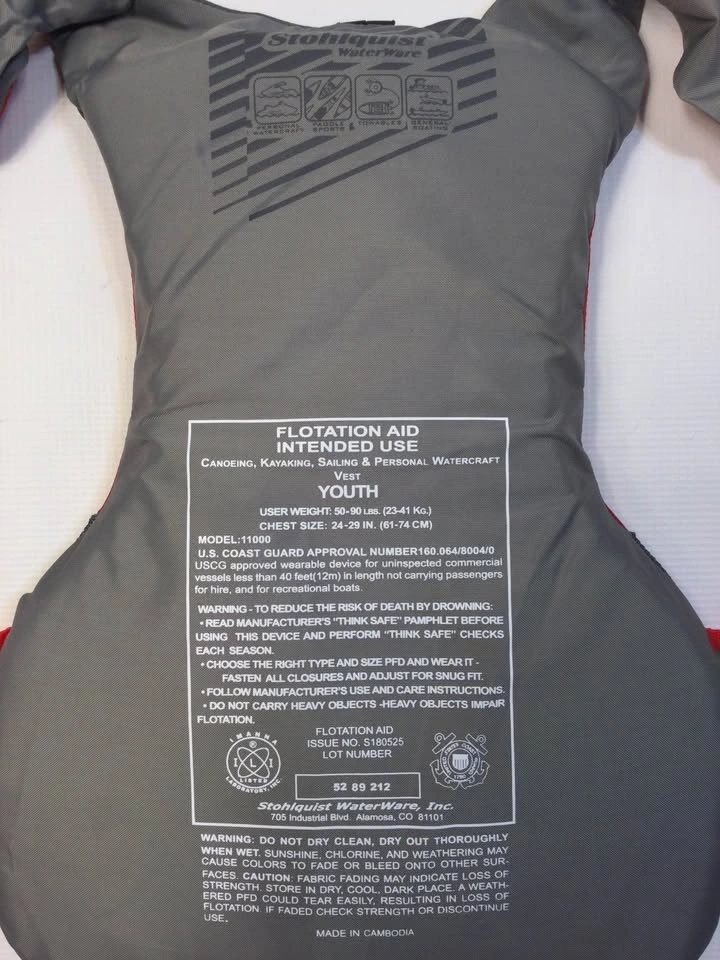 Stohlquist
WaterWare
PERSONAL WATERCRAFT
PADDLE SPORTS
TOWABLES
GENERAL BOATING
FLOTATION AID
INTENDED USE
CANOEING, KAYAKING, SAILING & PERSONAL WATERCRAFT
VEST
YOUTH
USER WEIGHT: 50-90 LBS. (23-41 KG.)
CHEST SIZE: 24-29 IN. (61-74 CM)
MODEL:11000
U.S. COAST GUARD APPROVAL NUMBER160.064/8004/0
USCG approved wearable device for uninspected commercial
vessels less than 40 feet(12m) in length not carrying passengers
for hire, and for recreational boats.
WARNING - TO REDUCE THE RISK OF DEATH BY DROWNING:
• READ MANUFACTURER'S "THINK SAFE" PAMPHLET BEFORE
USING THIS DEVICE AND PERFORM "THINK SAFE" CHECKS
EACH SEASON.
• CHOOSE THE RIGHT TYPE AND SIZE PFD AND WEAR IT -
FASTEN ALL CLOSURES AND ADJUST FOR SNUG FIT.
• FOLLOW MANUFACTURER'S USE AND CARE INSTRUCTIONS.
• DO NOT CARRY HEAVY OBJECTS -HEAVY OBJECTS IMPAIR
FLOTATION.
IMANNA
®
I L I
LISTED
LABORATORY, INC.
FLOTATION AID
ISSUE NO. S180525
LOT NUMBER
52 89 212
UNITED STATES COAST GUARD
1790
Stohlquist WaterWare, Inc.
705 Industrial Blvd. Alamosa, CO 81101
WARNING: DO NOT DRY CLEAN, DRY OUT THOROUGHLY
WHEN WET. SUNSHINE, CHLORINE, AND WEATHERING MAY
CAUSE COLORS TO FADE OR BLEED ONTO OTHER SUR-
FACES. CAUTION: FABRIC FADING MAY INDICATE LOSS OF
STRENGTH. STORE IN DRY, COOL, DARK PLACE. A WEATH-
ERED PFD COULD TEAR EASILY, RESULTING IN LOSS OF
FLOTATION. IF FADED CHECK STRENGTH OR DISCONTINUE
USE.
MADE IN CAMBODIA